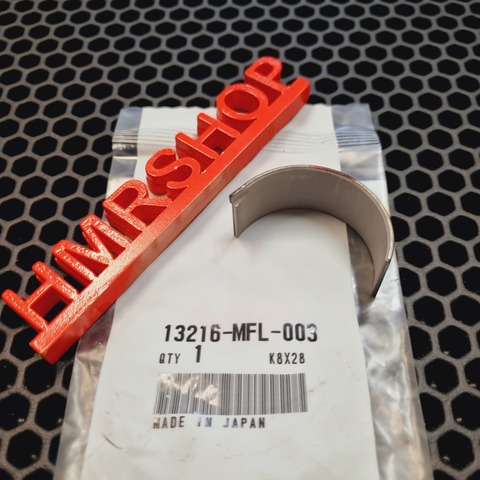 HMRSHOP
13216-MFL-003
QTY 1 K8X28
MADE IN JAPAN